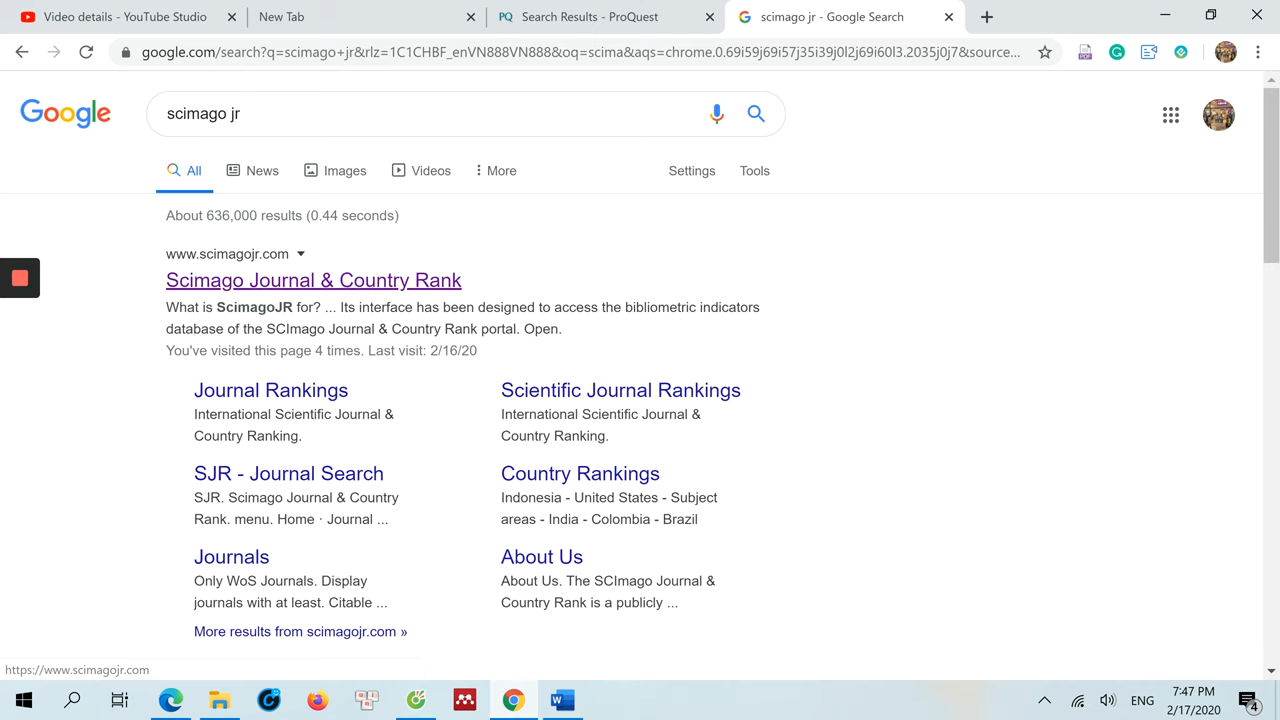 Video details - YouTube Studio
New Tab
PQ Search Results - ProQuest
scimago jr - Google Search
google.com/search?q=scimago+jr&rlz=1C1CHBF_enVN888VN888&oq=scima&aqs=chrome.0.69i59j69i57j35i39j0l2j69i60l3.2035j0j7&source...
PDF
Google
scimago jr
All
News
Images
Videos
More
Settings
Tools
About 636,000 results (0.44 seconds)
www.scimagojr.com
Scimago Journal & Country Rank
What is ScimagoJR for? ... Its interface has been designed to access the bibliometric indicators
database of the SCImago Journal & Country Rank portal. Open.
You've visited this page 4 times. Last visit: 2/16/20
Journal Rankings
International Scientific Journal &
Country Ranking.
Scientific Journal Rankings
International Scientific Journal &
Country Ranking.
SJR - Journal Search
SJR. Scimago Journal & Country
Rank. menu. Home · Journal ...
Country Rankings
Indonesia - United States - Subject
areas - India - Colombia - Brazil
Journals
Only WoS Journals. Display
journals with at least. Citable ...
About Us
About Us. The SCImago Journal &
Country Rank is a publicly ...
More results from scimagojr.com »
https://www.scimagojr.com
ENG
7:47 PM
2/17/2020
4